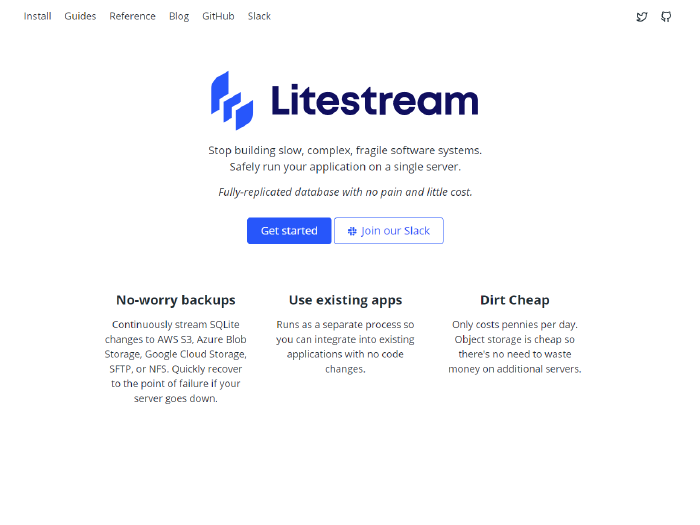 Install Guides Reference Blog GitHub Slack
Litestream
Stop building slow, complex, fragile software systems.
Safely run your application on a single server.
Fully-replicated database with no pain and little cost.
Get started Join our Slack
No-worry backups
Continuously stream SQLite
changes to AWS S3, Azure Blob
Storage, Google Cloud Storage,
SFTP, or NFS. Quickly recover
to the point of failure if your
server goes down.
Use existing apps
Runs as a separate process so
you can integrate into existing
applications with no code
changes.
Dirt Cheap
Only costs pennies per day.
Object storage is cheap so
there's no need to waste
money on additional servers.